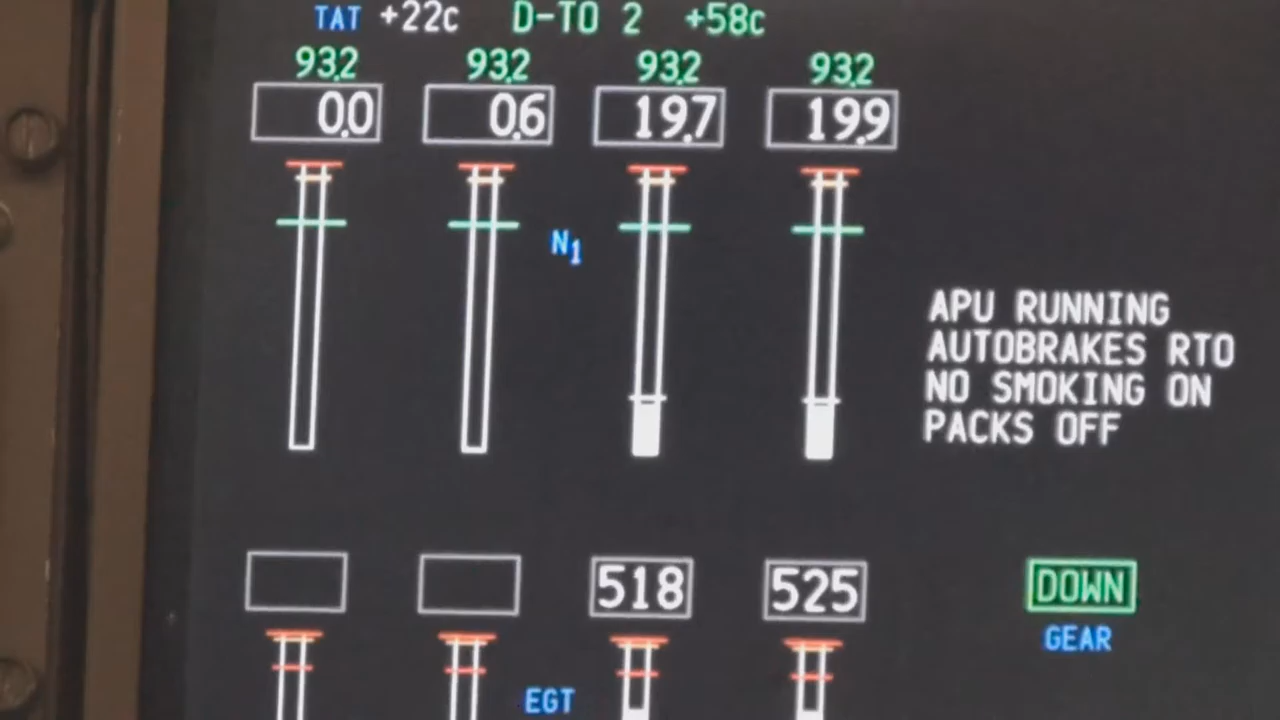 TAT +22c D-TO 2 +58c
93.2 93.2 93.2 93.2
0.0 0.6 19.7 19.9
N1
APU RUNNING
AUTOBRAKES RTO
NO SMOKING ON
PACKS OFF
518 525
DOWN
GEAR
EGT